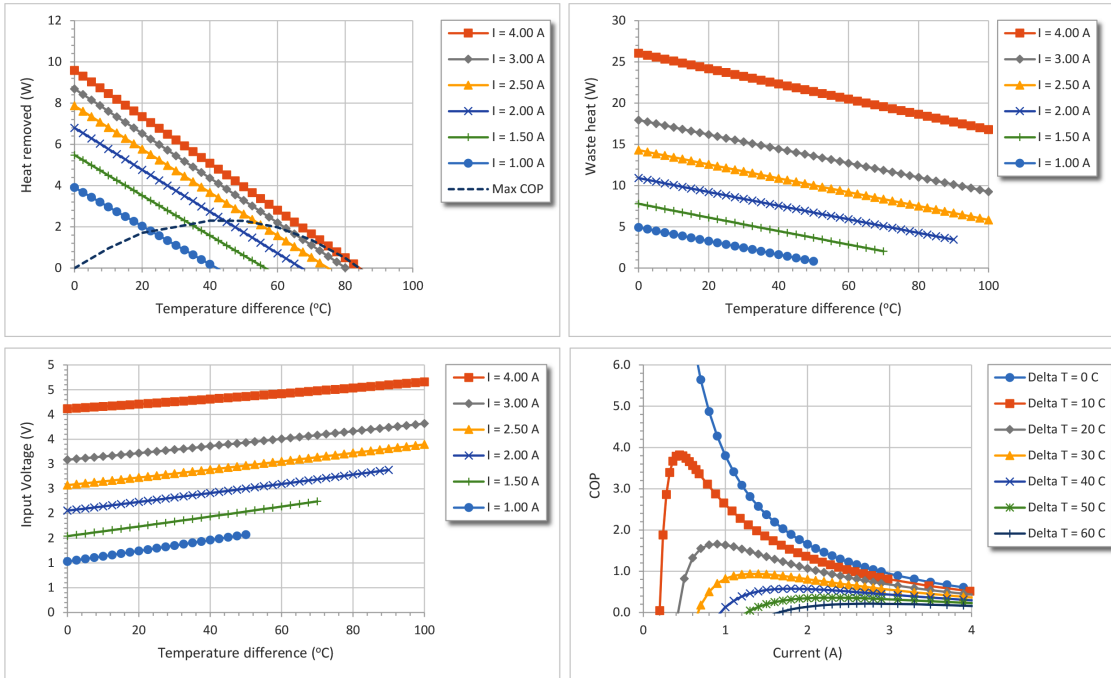 12
10
8
6
4
2
0
Heat removed (W)
0 20 40 60 80 100
Temperature difference (°C)
I = 4.00 A
I = 3.00 A
I = 2.50 A
I = 2.00 A
I = 1.50 A
I = 1.00 A
Max COP
30
25
20
15
10
5
0
Waste heat (W)
0 20 40 60 80 100
Temperature difference (°C)
I = 4.00 A
I = 3.00 A
I = 2.50 A
I = 2.00 A
I = 1.50 A
I = 1.00 A
5
5
4
4
3
3
2
2
1
1
0
Input Voltage (V)
0 20 40 60 80 100
Temperature difference (°C)
I = 4.00 A
I = 3.00 A
I = 2.50 A
I = 2.00 A
I = 1.50 A
I = 1.00 A
6.0
5.0
4.0
3.0
2.0
1.0
0.0
COP
0 1 2 3 4
Current (A)
Delta T = 0 C
Delta T = 10 C
Delta T = 20 C
Delta T = 30 C
Delta T = 40 C
Delta T = 50 C
Delta T = 60 C